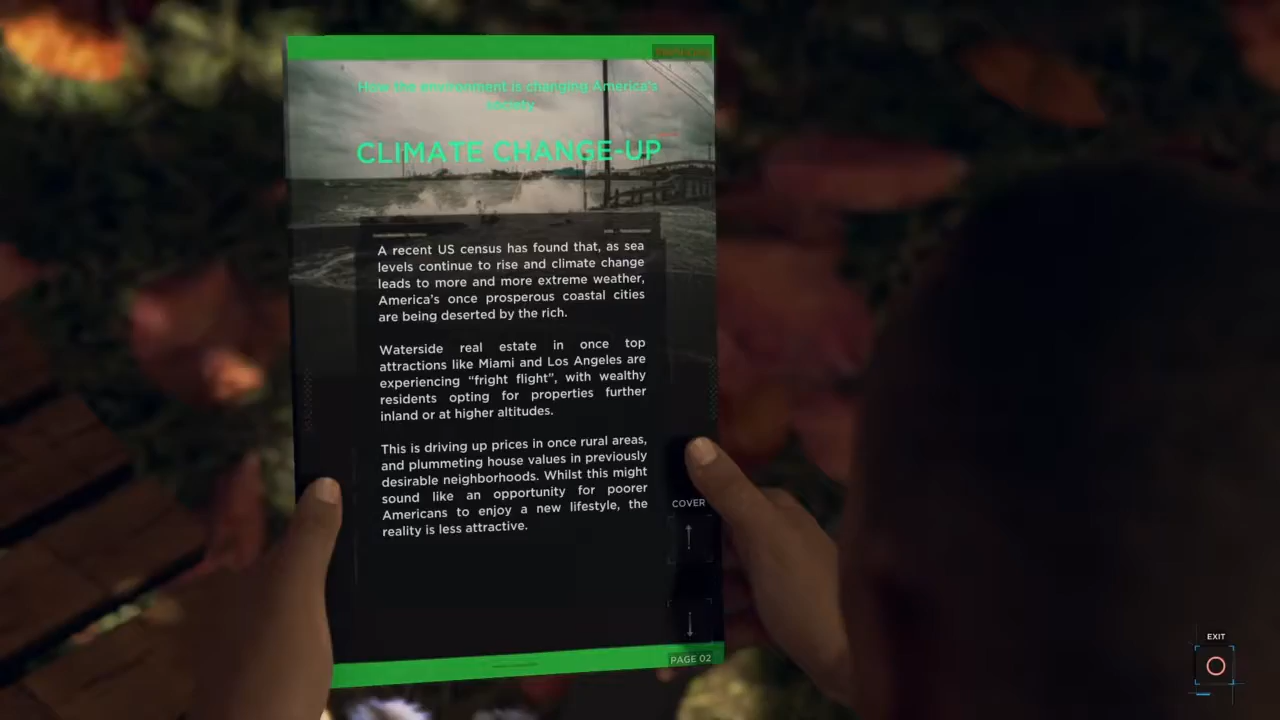 How the environment is changing America's
society
CLIMATE CHANGE-UP
A recent US census has found that, as sea
levels continue to rise and climate change
leads to more and more extreme weather,
America's once prosperous coastal cities
are being deserted by the rich.
Waterside real estate in once top
attractions like Miami and Los Angeles are
experiencing “fright flight”, with wealthy
residents opting for properties further
inland or at higher altitudes.
This is driving up prices in once rural areas,
and plummeting house values in previously
desirable neighborhoods. Whilst this might
sound like an opportunity for poorer
Americans to enjoy a new lifestyle, the
reality is less attractive.
COVER
PAGE 02
EXIT